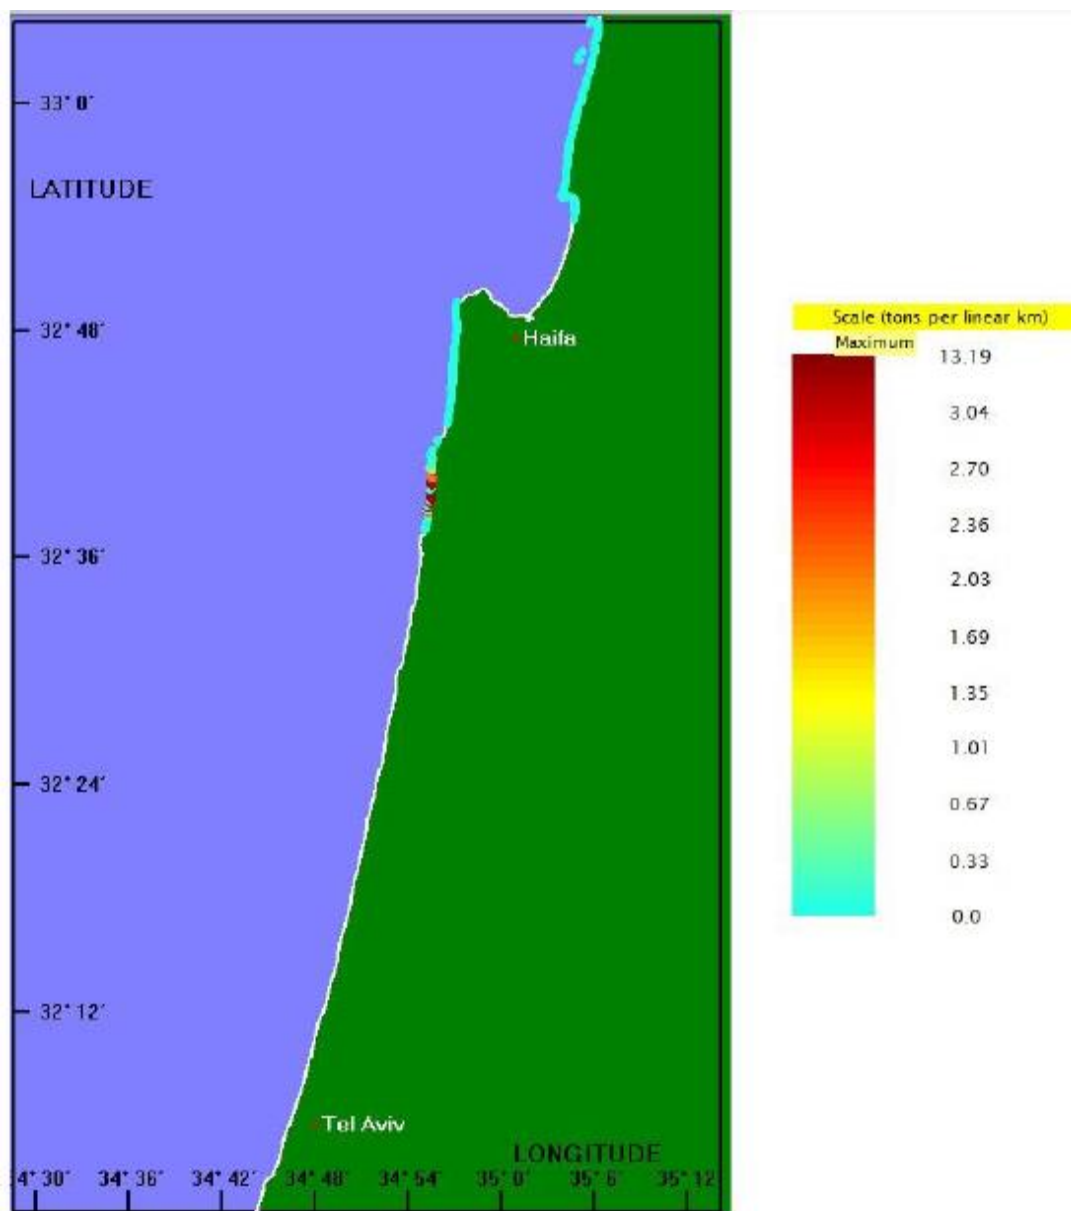 33° 0′
LATITUDE
32° 48′
Haifa
Scale (tons per linear km)
Maximum
13.19
3.04
2.70
2.36
2.03
1.69
1.35
1.01
0.67
0.33
0.0
32° 36′
32° 24′
32° 12′
Tel Aviv
LONGITUDE
4° 30′ 34° 36′ 34° 42′ 34° 48′ 34° 54′ 35° 0′ 35° 6′ 35° 12′